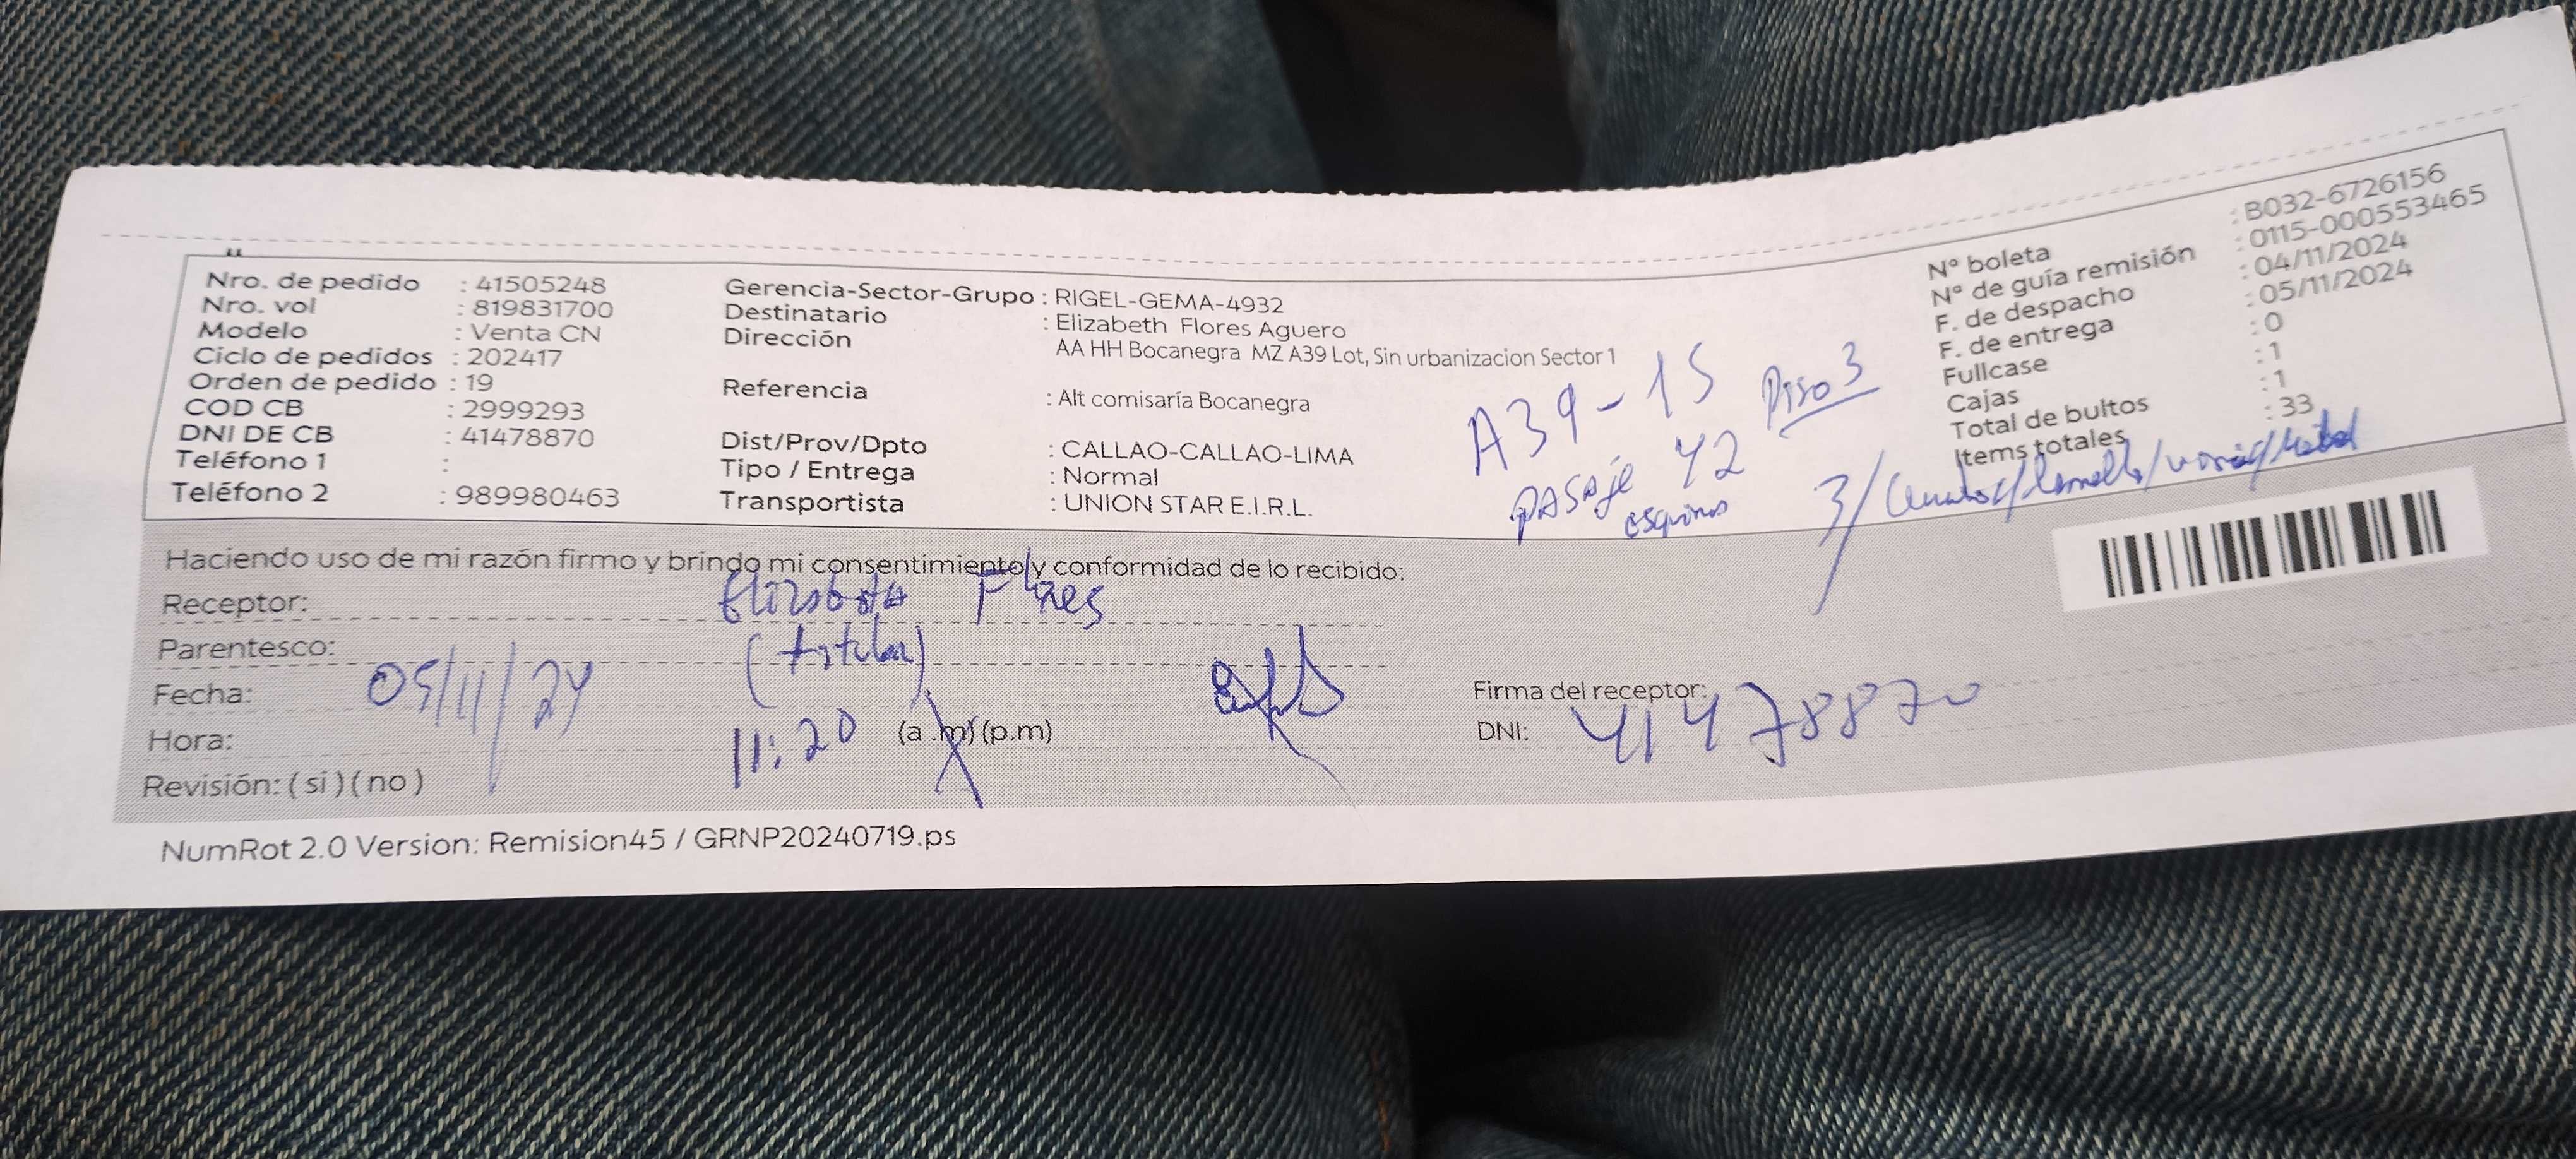 Nro. de pedido : 41505248
Nro. vol : 819831700
Modelo : Venta CN
Ciclo de pedidos : 202417
Orden de pedido : 19
COD CB : 2999293
DNI DE CB : 41478870
Teléfono 1 :
Teléfono 2 : 989980463
Gerencia-Sector-Grupo : RIGEL-GEMA-4932
Destinatario : Elizabeth Flores Aguero
Dirección : AA HH Bocanegra MZ A39 Lot, Sin urbanizacion Sector 1
Referencia : Alt comisaría Bocanegra
Dist/Prov/Dpto : CALLAO-CALLAO-LIMA
Tipo / Entrega : Normal
Transportista : UNION STAR E.I.R.L.
Nº boleta : B032-6726156
Nº de guía remisión : 0115-000553465
F. de despacho : 04/11/2024
F. de entrega : 05/11/2024
Fullcase : 0
Cajas : 1
Total de bultos : 1
Items totales : 33
A39-15 Piso 3
PASAje Y2
esquina
3/
Haciendo uso de mi razón firmo y brindo mi consentimiento y conformidad de lo recibido:
Receptor: Elizabeth Flores
Parentesco: (titular)
Fecha: 05/11/24
Firma del receptor:
Hora: 11:20 (a .m) (p.m)
DNI: 41478870
Revisión: ( si ) ( no )
NumRot 2.0 Version: Remision45 / GRNP20240719.ps